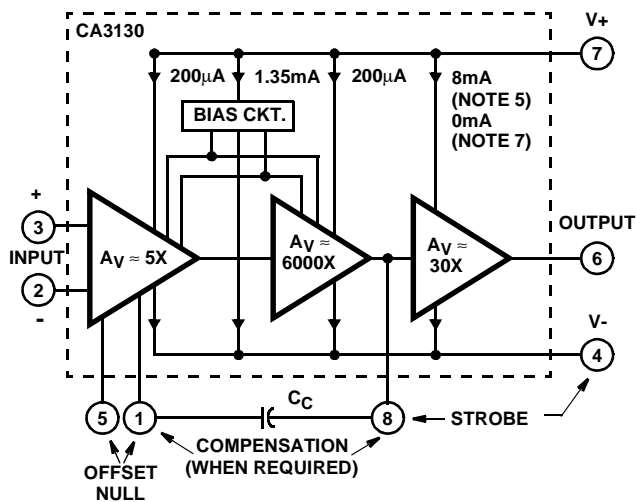 CA3130
V+
7
200µA
1.35mA
200µA
8mA
(NOTE 5)
0mA
(NOTE 7)
BIAS CKT.
+
3
INPUT
2
-
AV ≈ 5X
AV ≈
6000X
AV ≈
30X
OUTPUT
6
V-
4
CC
5
1
8
STROBE
OFFSET
NULL
COMPENSATION
(WHEN REQUIRED)